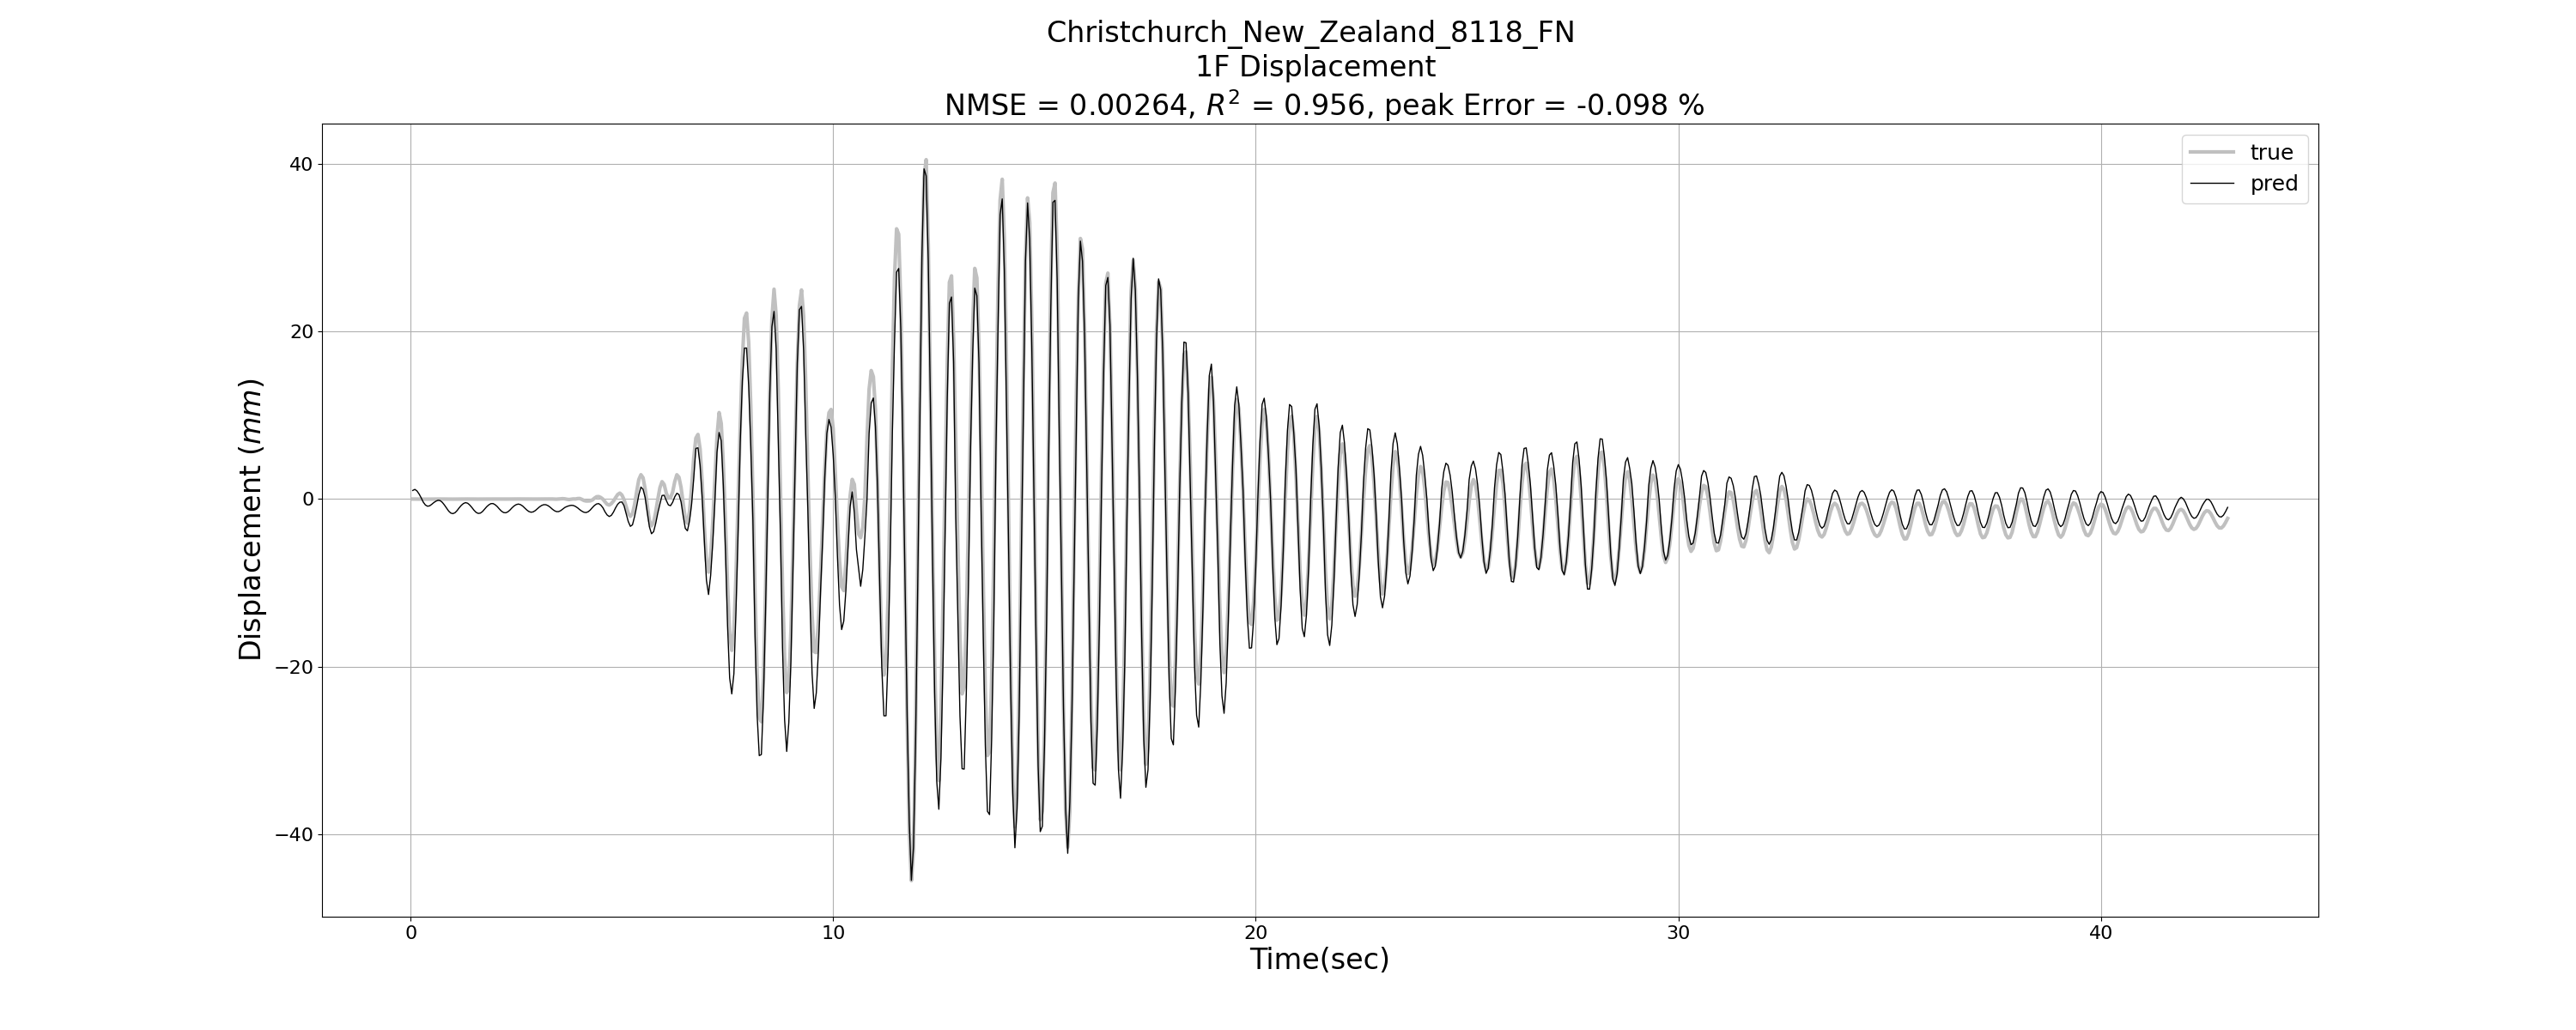 Christchurch_New_Zealand_8118_FN
1F Displacement
NMSE = 0.00264, R² = 0.956, peak Error = -0.098 %
true
pred
Displacement (mm)
40
20
0
−20
−40
0 10 20 30 40
Time(sec)